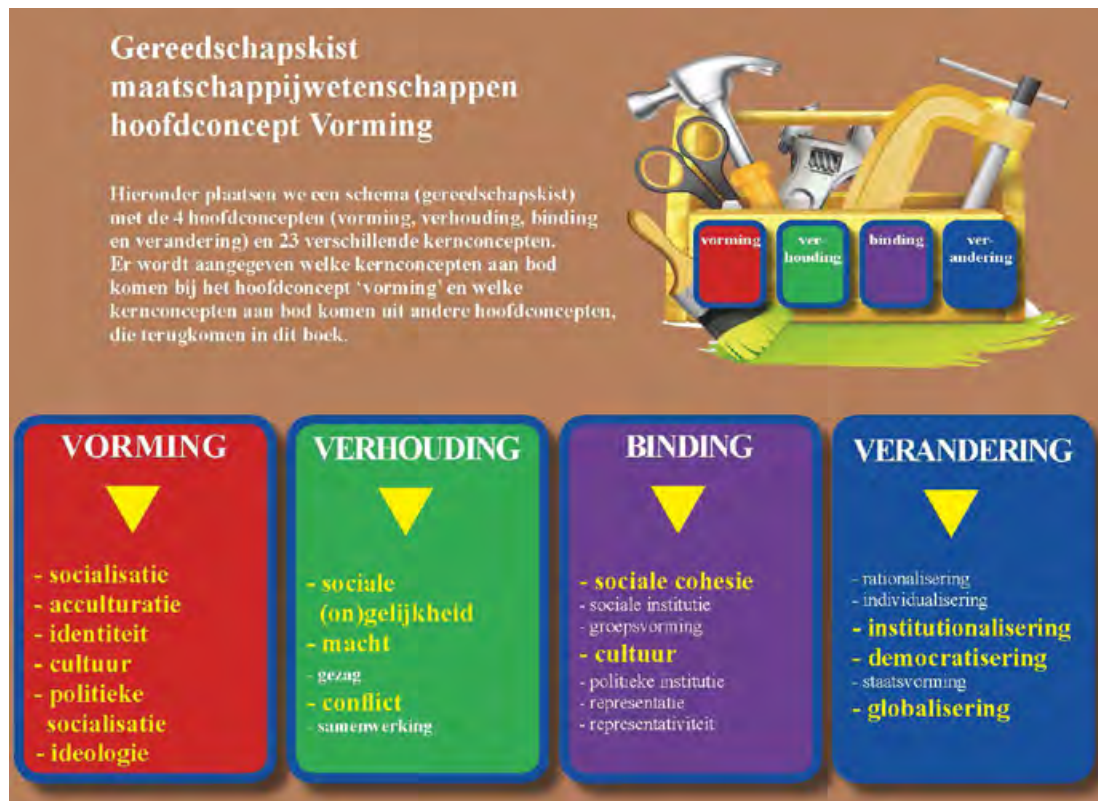 Gereedschapskist
maatschappijwetenschappen
hoofdconcept Vorming
Hieronder plaatsen we een schema (gereedschapskist)
met de 4 hoofdconcepten (vorming, verhouding, binding
en verandering) en 23 verschillende kernconcepten.
Er wordt aangegeven welke kernconcepten aan bod
komen bij het hoofdconcept ‘vorming’ en welke
kernconcepten aan bod komen uit andere hoofdconcepten,
die terugkomen in dit boek.
vorming
ver-
houding
binding
ver-
andering
VORMING
- socialisatie
- acculturatie
- identiteit
- cultuur
- politieke
socialisatie
- ideologie
VERHOUDING
- sociale
(on)gelijkheid
- macht
- gezag
- conflict
- samenwerking
BINDING
- sociale cohesie
- sociale institutie
- groepsvorming
- cultuur
- politieke institutie
- representatie
- representativiteit
VERANDERING
- rationalisering
- individualisering
- institutionalisering
- democratisering
- staatsvorming
- globalisering